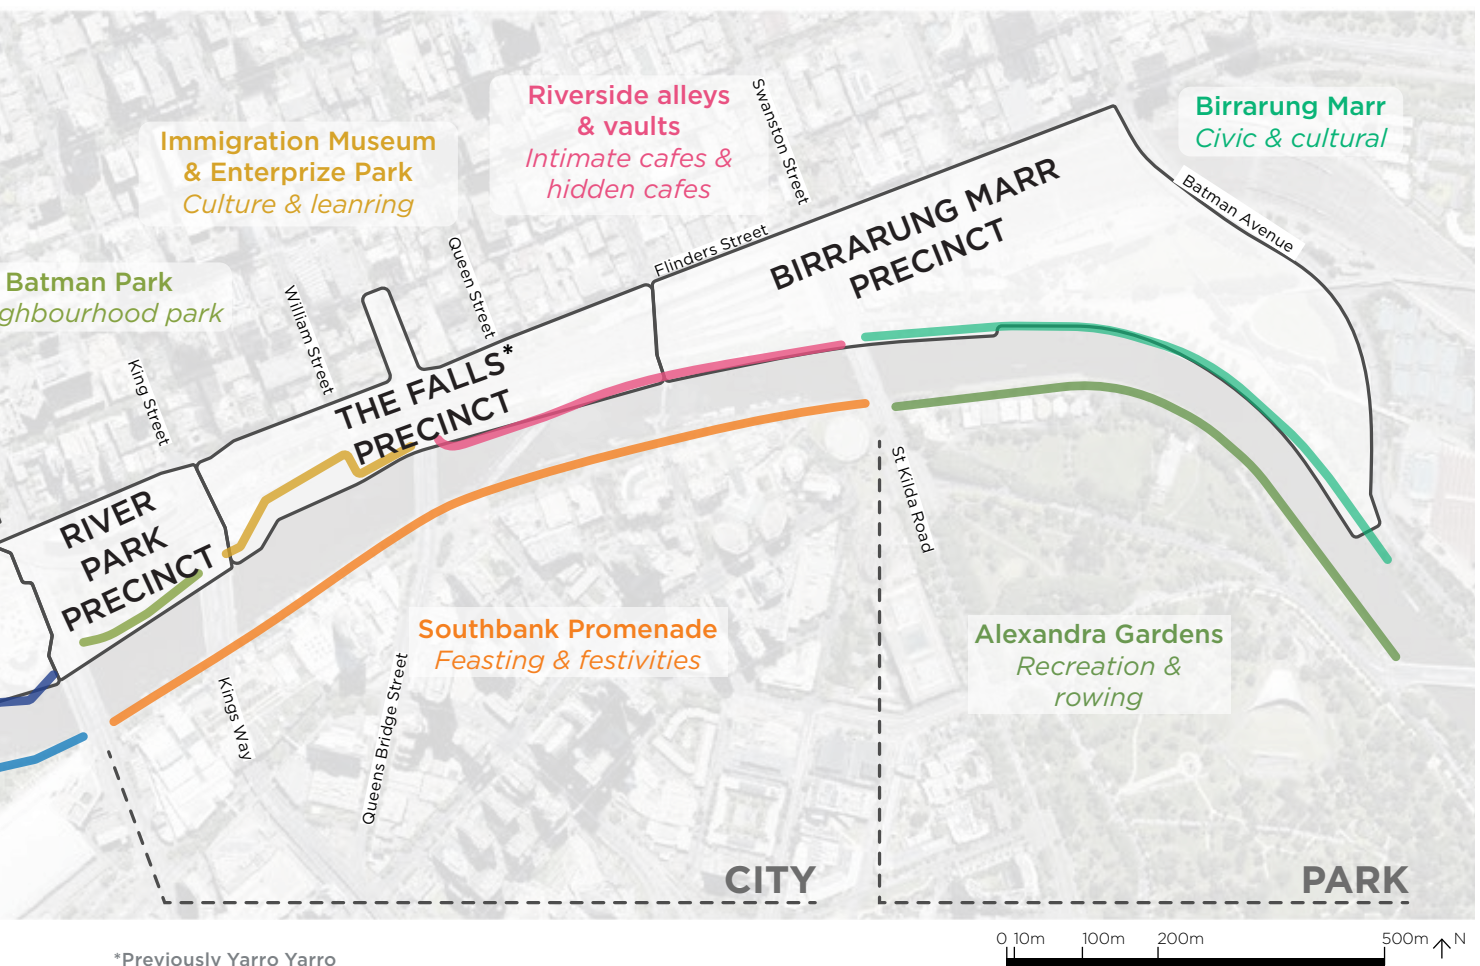 Riverside alleys
& vaults
Intimate cafes &
hidden cafes
Swanston Street
Birrarung Marr
Civic & cultural
Immigration Museum
& Enterprize Park
Culture & leanring
Batman Avenue
BIRRARUNG MARR
PRECINCT
Flinders Street
Queen Street
Batman Park
ghbourhood park
William Street
King Street
THE FALLS*
PRECINCT
RIVER
PARK
PRECINCT
St Kilda Road
Southbank Promenade
Feasting & festivities
Alexandra Gardens
Recreation &
rowing
Kings Way
Queens Bridge Street
CITY
PARK
0 10m 100m 200m 500m N
*Previously Yarro Yarro